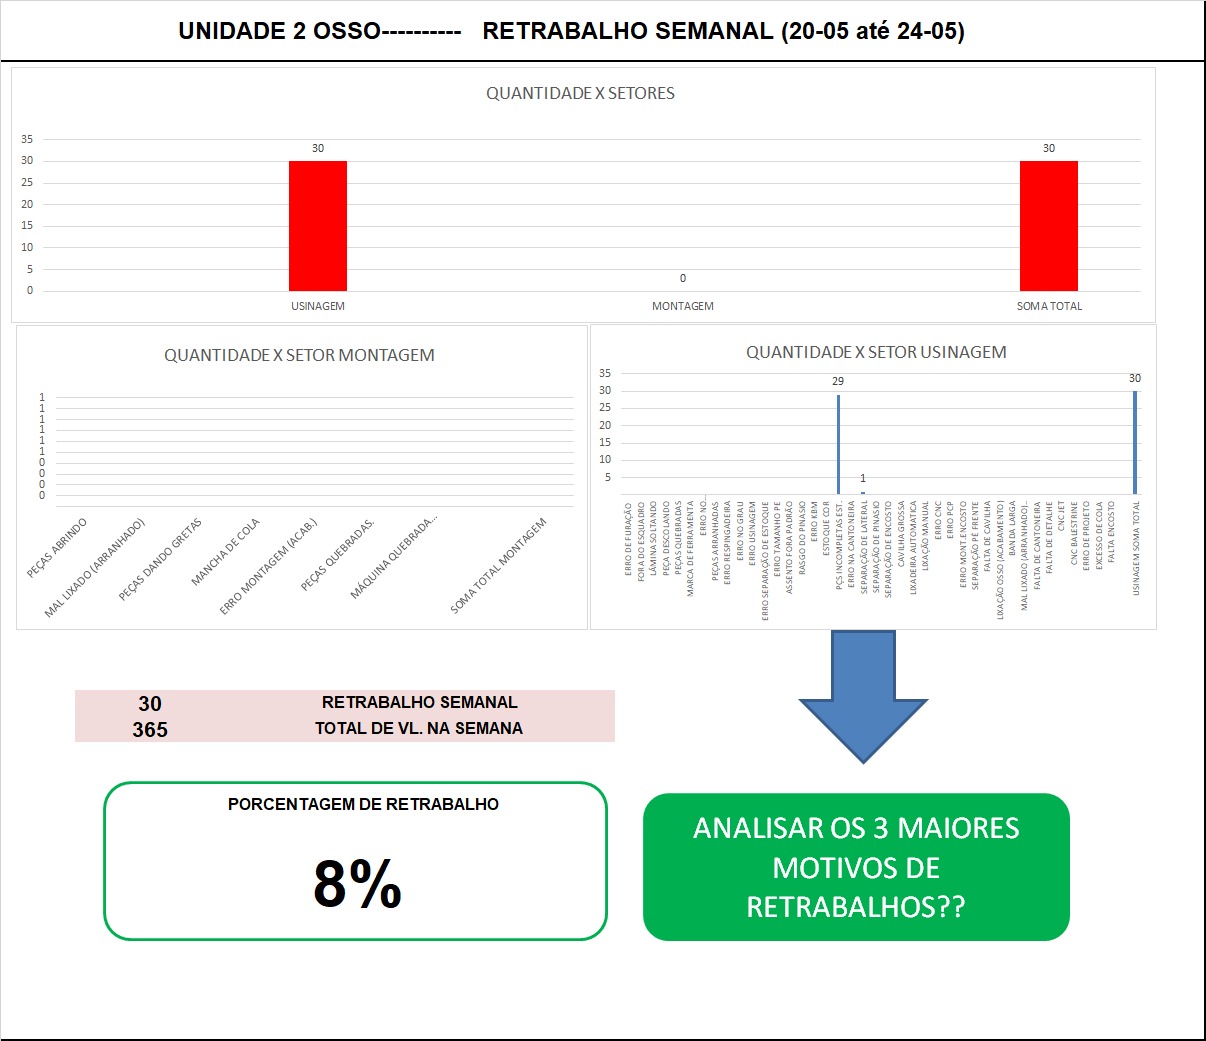 UNIDADE 2 OSSO---------- RETRABALHO SEMANAL (20-05 até 24-05)
QUANTIDADE X SETORES
35
30
25
20
15
10
5
0
30
0
30
USINAGEM
MONTAGEM
SOMA TOTAL
QUANTIDADE X SETOR MONTAGEM
1
1
1
1
1
1
0
0
0
0
PEÇAS ABRINDO
MAL LIXADO (ARRANHADO)
PEÇAS DANDO GRETAS
MANCHA DE COLA
ERRO MONTAGEM (ACAB.)
PEÇAS QUEBRADAS.
MÁQUINA QUEBRADA...
SOMA TOTAL MONTAGEM
QUANTIDADE X SETOR USINAGEM
35
30
25
20
15
10
5
29
1
30
ERRO DE FURAÇÃO
FORA DO ESQUADRO
LÂMINA SOLTANDO
PEÇA DESCOLANDO
PEÇAS QUEBRADAS
MARCA DE FERRAMENTA
ERRO NO...
PEÇAS ARRANHADAS
ERRO RESPINGADEIRA
ERRO NO GRAU
ERRO USINAGEM
ERRO SEPARAÇÃO DE ESTOQUE
ERRO TAMANHO PE
ASSENTO FORA PADRÃO
RASGO DO PINASIO
ERRO KBM
ESTOQUE COR
PÇS INCOMPLETAS EST.
ERRO NA CANTONEIRA
SEPARAÇÃO DE LATERAL
SEPARAÇÃO DE PINASIO
SEPARAÇÃO DE ENCOSTO
CAVILHA GROSSA
LIXADEIRA AUTOMATICA
LIXAÇÃO MANUAL
ERRO CNC
ERRO PCP
ERRO MONT.ENCOSTO
SEPARAÇÃO PÉ FRENTE
FALTA DE CAVILHA
LIXAÇÃO OSSO (ACABAMENTO)
BANDA LARGA
MAL LIXADO (ARRANHADO)..
FALTA DE CANTONEIRA
FALTA DE DETALHE
CNC JET
CNC BALESTRINE
ERRO DE PROJETO
EXCESSO DE COLA
FALTA ENCOSTO
USINAGEM SOMA TOTAL
30 RETRABALHO SEMANAL
365 TOTAL DE VL. NA SEMANA
PORCENTAGEM DE RETRABALHO
8%
ANALISAR OS 3 MAIORES
MOTIVOS DE
RETRABALHOS??